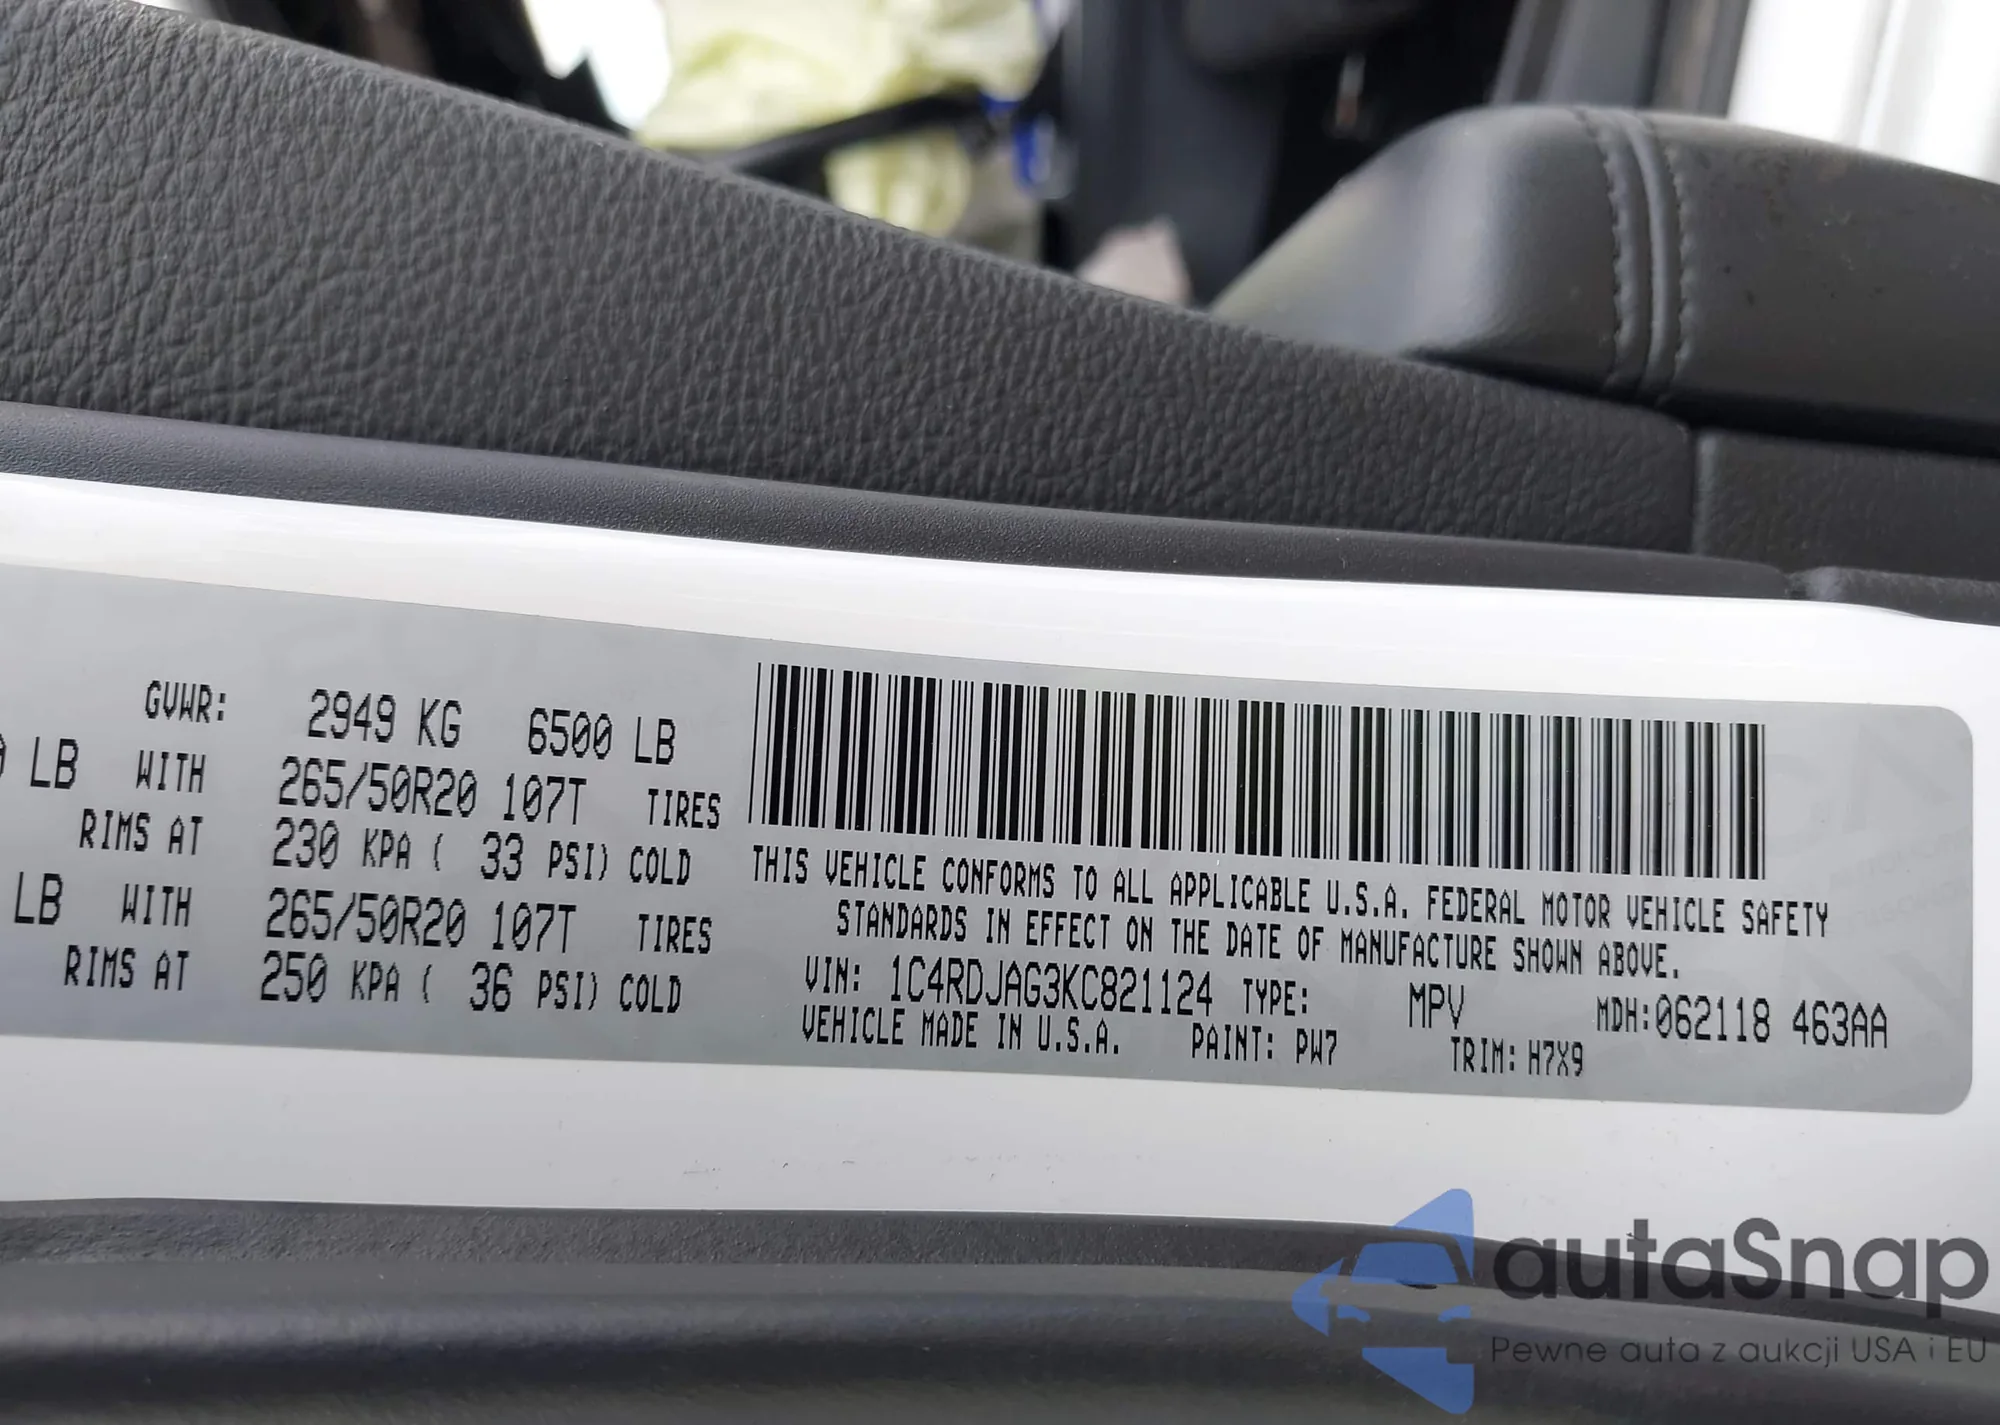 GVWR: 2949 KG 6500 LB
LB WITH 265/50R20 107T TIRES
RIMS AT 230 KPA ( 33 PSI) COLD
LB WITH 265/50R20 107T TIRES
RIMS AT 250 KPA ( 36 PSI) COLD
THIS VEHICLE CONFORMS TO ALL APPLICABLE U.S.A. FEDERAL MOTOR VEHICLE SAFETY
STANDARDS IN EFFECT ON THE DATE OF MANUFACTURE SHOWN ABOVE.
VIN: 1C4RDJAG3KC821124 TYPE: MPV MDH:062118 463AA
VEHICLE MADE IN U.S.A. PAINT: PW7 TRIM: H7X9
autaSnap
Pewne auta z aukcji USA i EU